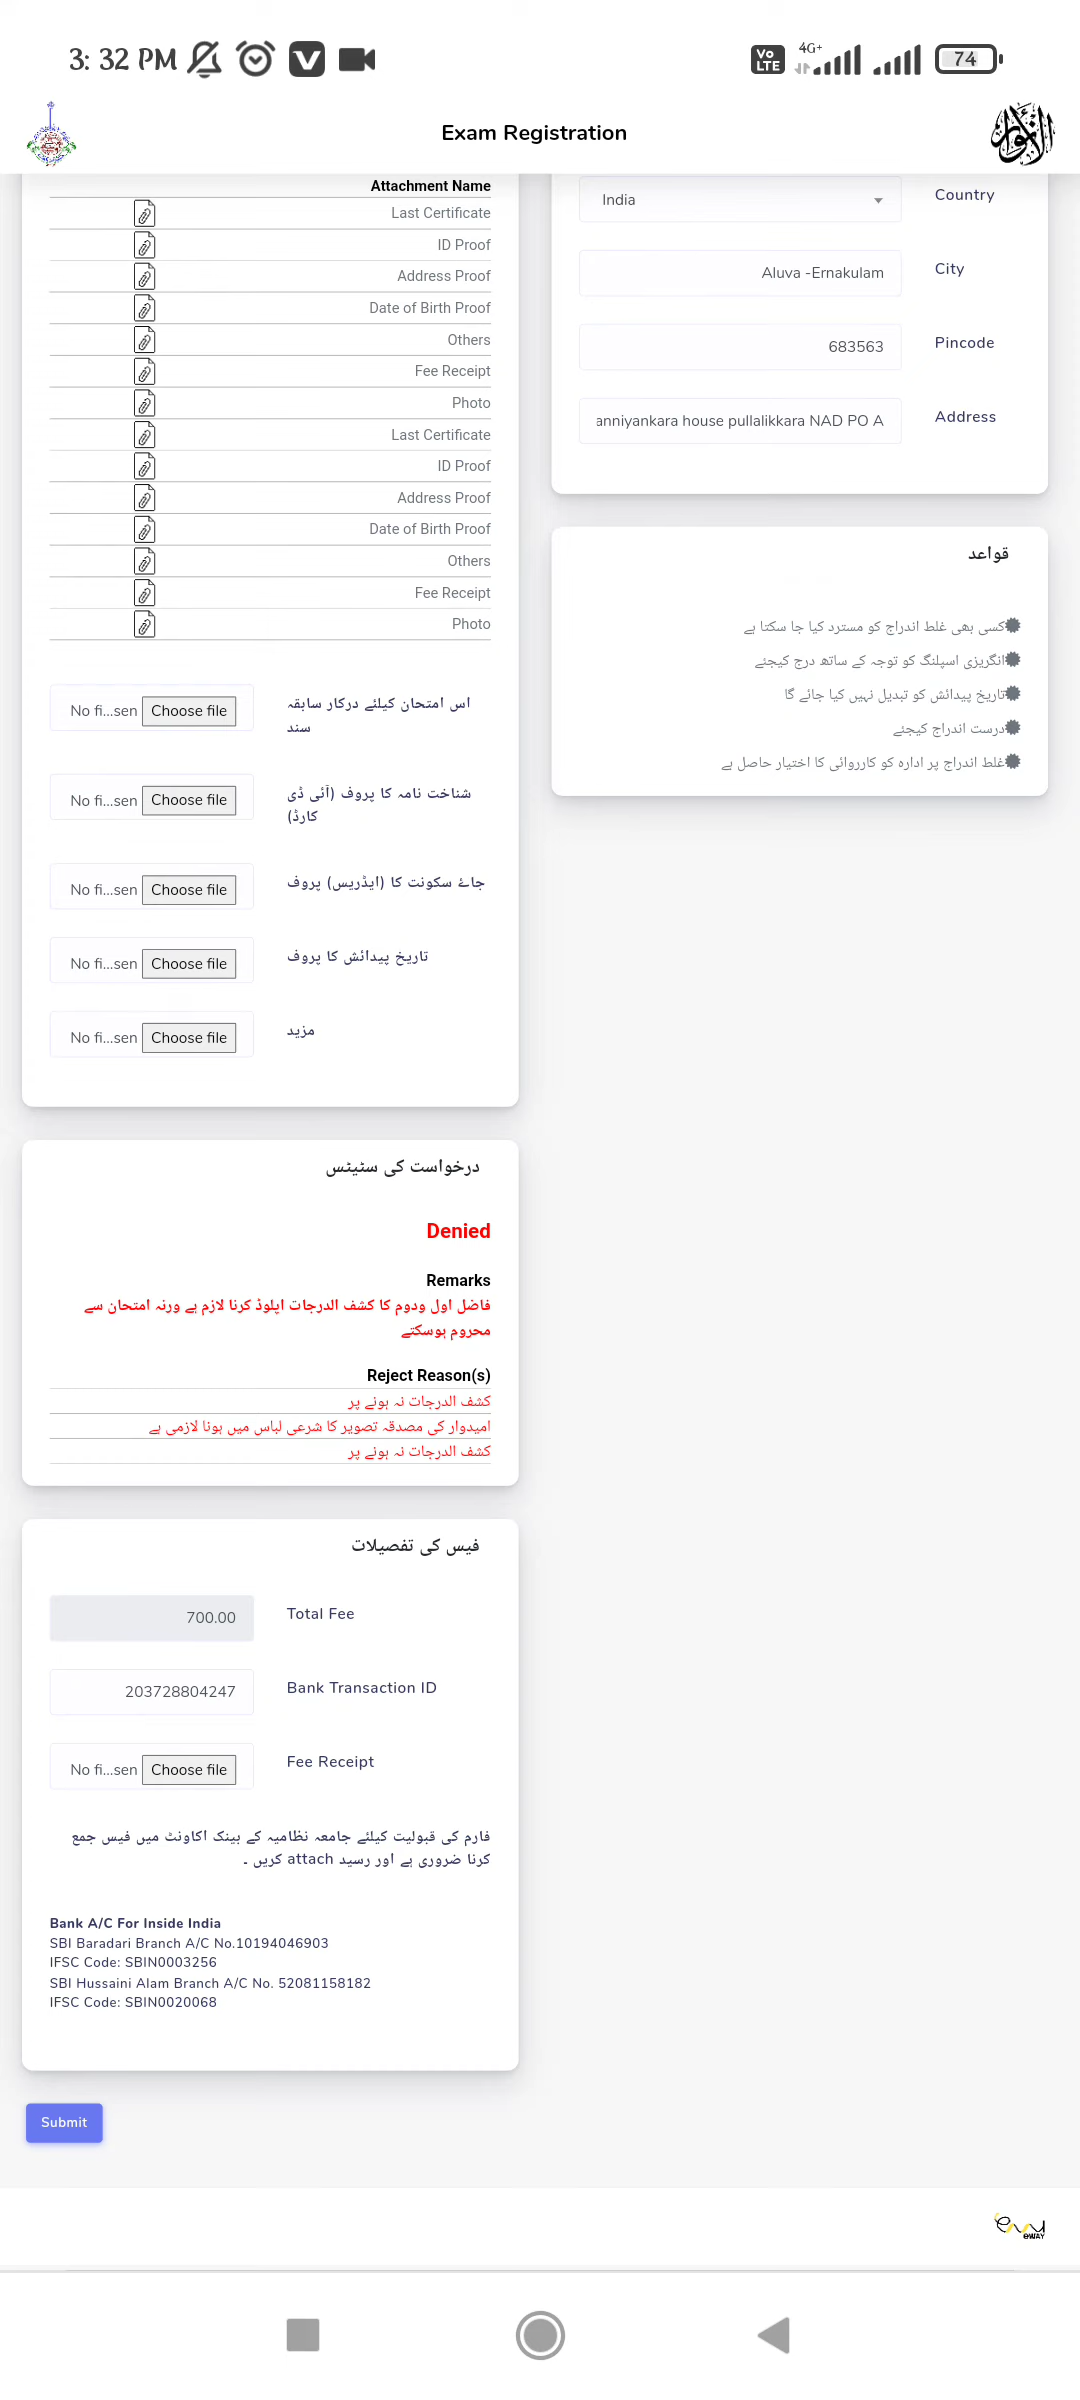 3: 32 PM
Vo LTE
4G+
74
Exam Registration
Attachment Name
Last Certificate
ID Proof
Address Proof
Date of Birth Proof
Others
Fee Receipt
Photo
Last Certificate
ID Proof
Address Proof
Date of Birth Proof
Others
Fee Receipt
Photo
اس امتحان کیلئے درکار سابقہ
سند
No fi...sen Choose file
شناخت نامہ کا پروف (آئی ڈی
کارڈ)
No fi...sen Choose file
جائے سکونت کا (ایڈریس) پروف
No fi...sen Choose file
تاریخ پیدائش کا پروف
No fi...sen Choose file
مزید
No fi...sen Choose file
درخواست کی سٹیٹس
Denied
Remarks
فاضل اول ودوم کا کشف الدرجات اپلوڈ کرنا لازم ہے ورنہ امتحان سے
محروم ہوسکتے
Reject Reason(s)
کشف الدرجات نہ ہونے پر
امیدوار کی مصدقہ تصویر کا شرعی لباس میں ہونا لازمی ہے
کشف الدرجات نہ ہونے پر
فیس کی تفصیلات
700.00 Total Fee
203728804247 Bank Transaction ID
No fi...sen Choose file Fee Receipt
فارم کی قبولیت کیلئے جامعہ نظامیہ کے بینک اکاونٹ میں فیس جمع
کرنا ضروری ہے اور رسید attach کریں ۔
Bank A/C For Inside India
SBI Baradari Branch A/C No.10194046903
IFSC Code: SBIN0003256
SBI Hussaini Alam Branch A/C No. 52081158182
IFSC Code: SBIN0020068
Submit
India Country
Aluva -Ernakulam City
683563 Pincode
anniyankara house pullalikkara NAD PO A Address
قواعد
کسی بھی غلط اندراج کو مسترد کیا جا سکتا ہے
انگریزی اسپلنگ کو توجہ کے ساتھ درج کیجئے
تاریخ پیدائش کو تبدیل نہیں کیا جائے گا
درست اندراج کیجئے
غلط اندراج پر ادارہ کو کارروائی کا اختیار حاصل ہے